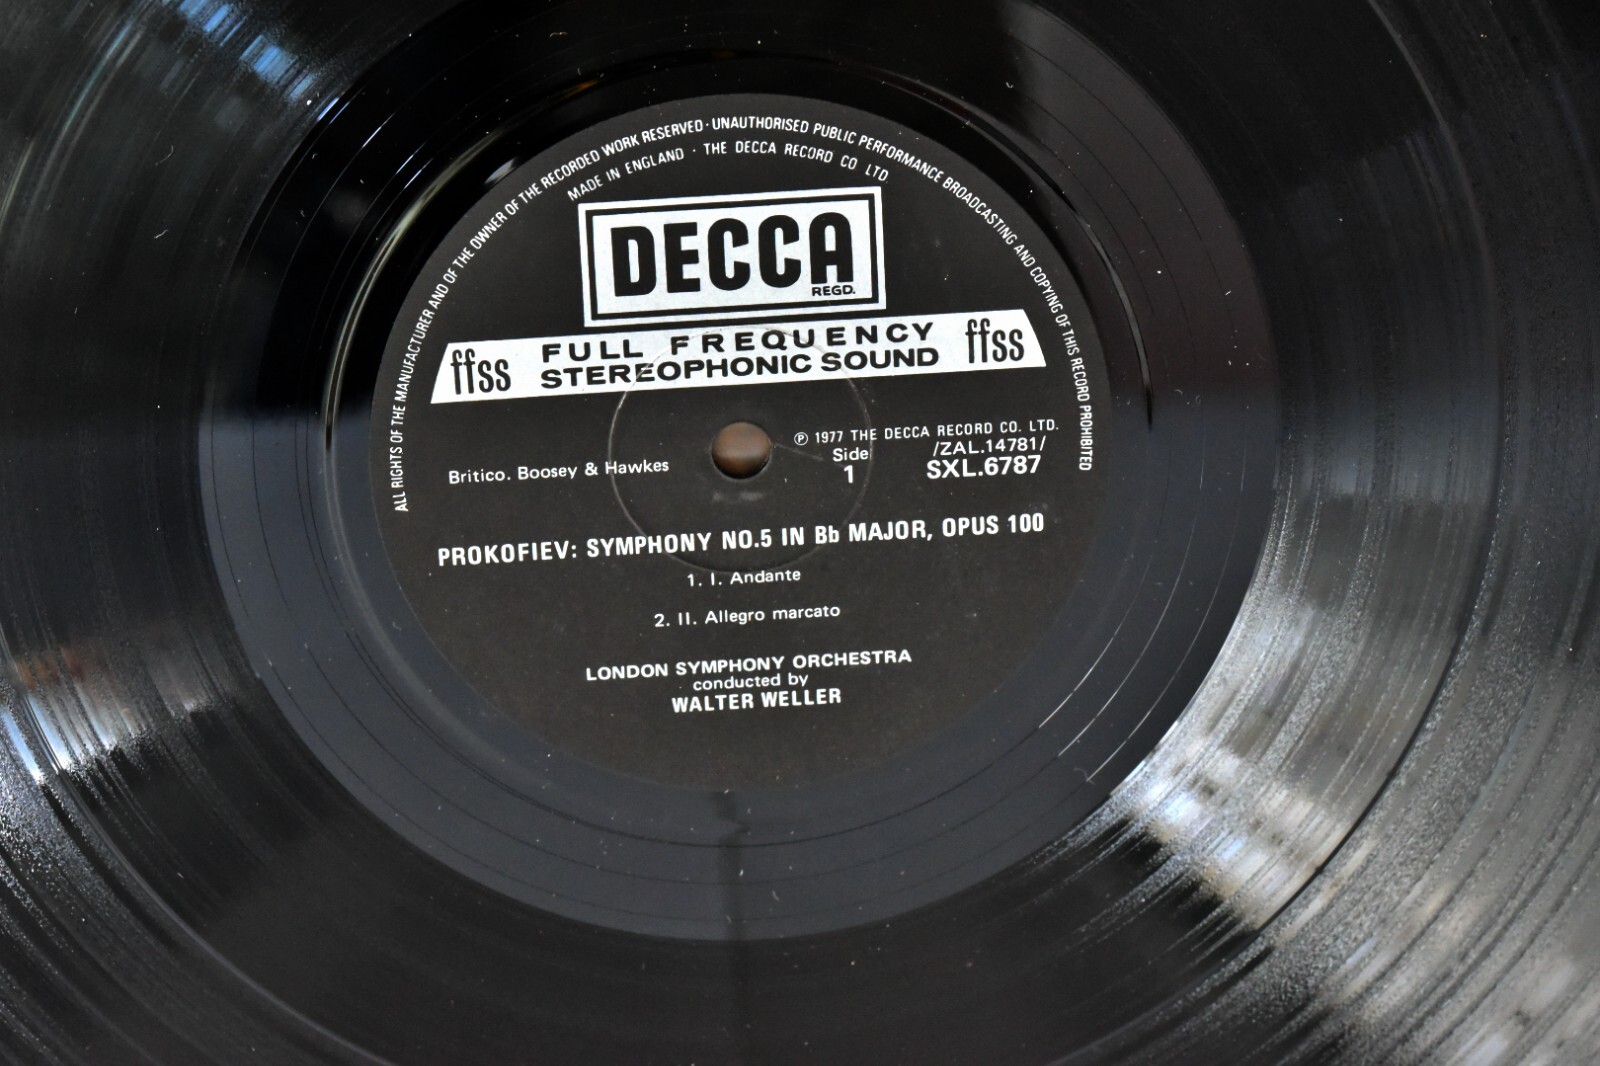 ALL RIGHTS OF THE MANUFACTURER AND OF THE OWNER OF THE RECORDED WORK RESERVED · UNAUTHORISED PUBLIC PERFORMANCE BROADCASTING AND COPYING OF THIS RECORD PROHIBITED
MADE IN ENGLAND · THE DECCA RECORD CO LTD
DECCA
REGD.
ffss FULL FREQUENCY ffss
STEREOPHONIC SOUND
℗ 1977 THE DECCA RECORD CO. LTD.
Britico. Boosey & Hawkes
Side /ZAL.14781/
1 SXL.6787
PROKOFIEV: SYMPHONY NO.5 IN Bb MAJOR, OPUS 100
1. I. Andante
2. II. Allegro marcato
LONDON SYMPHONY ORCHESTRA
conducted by
WALTER WELLER